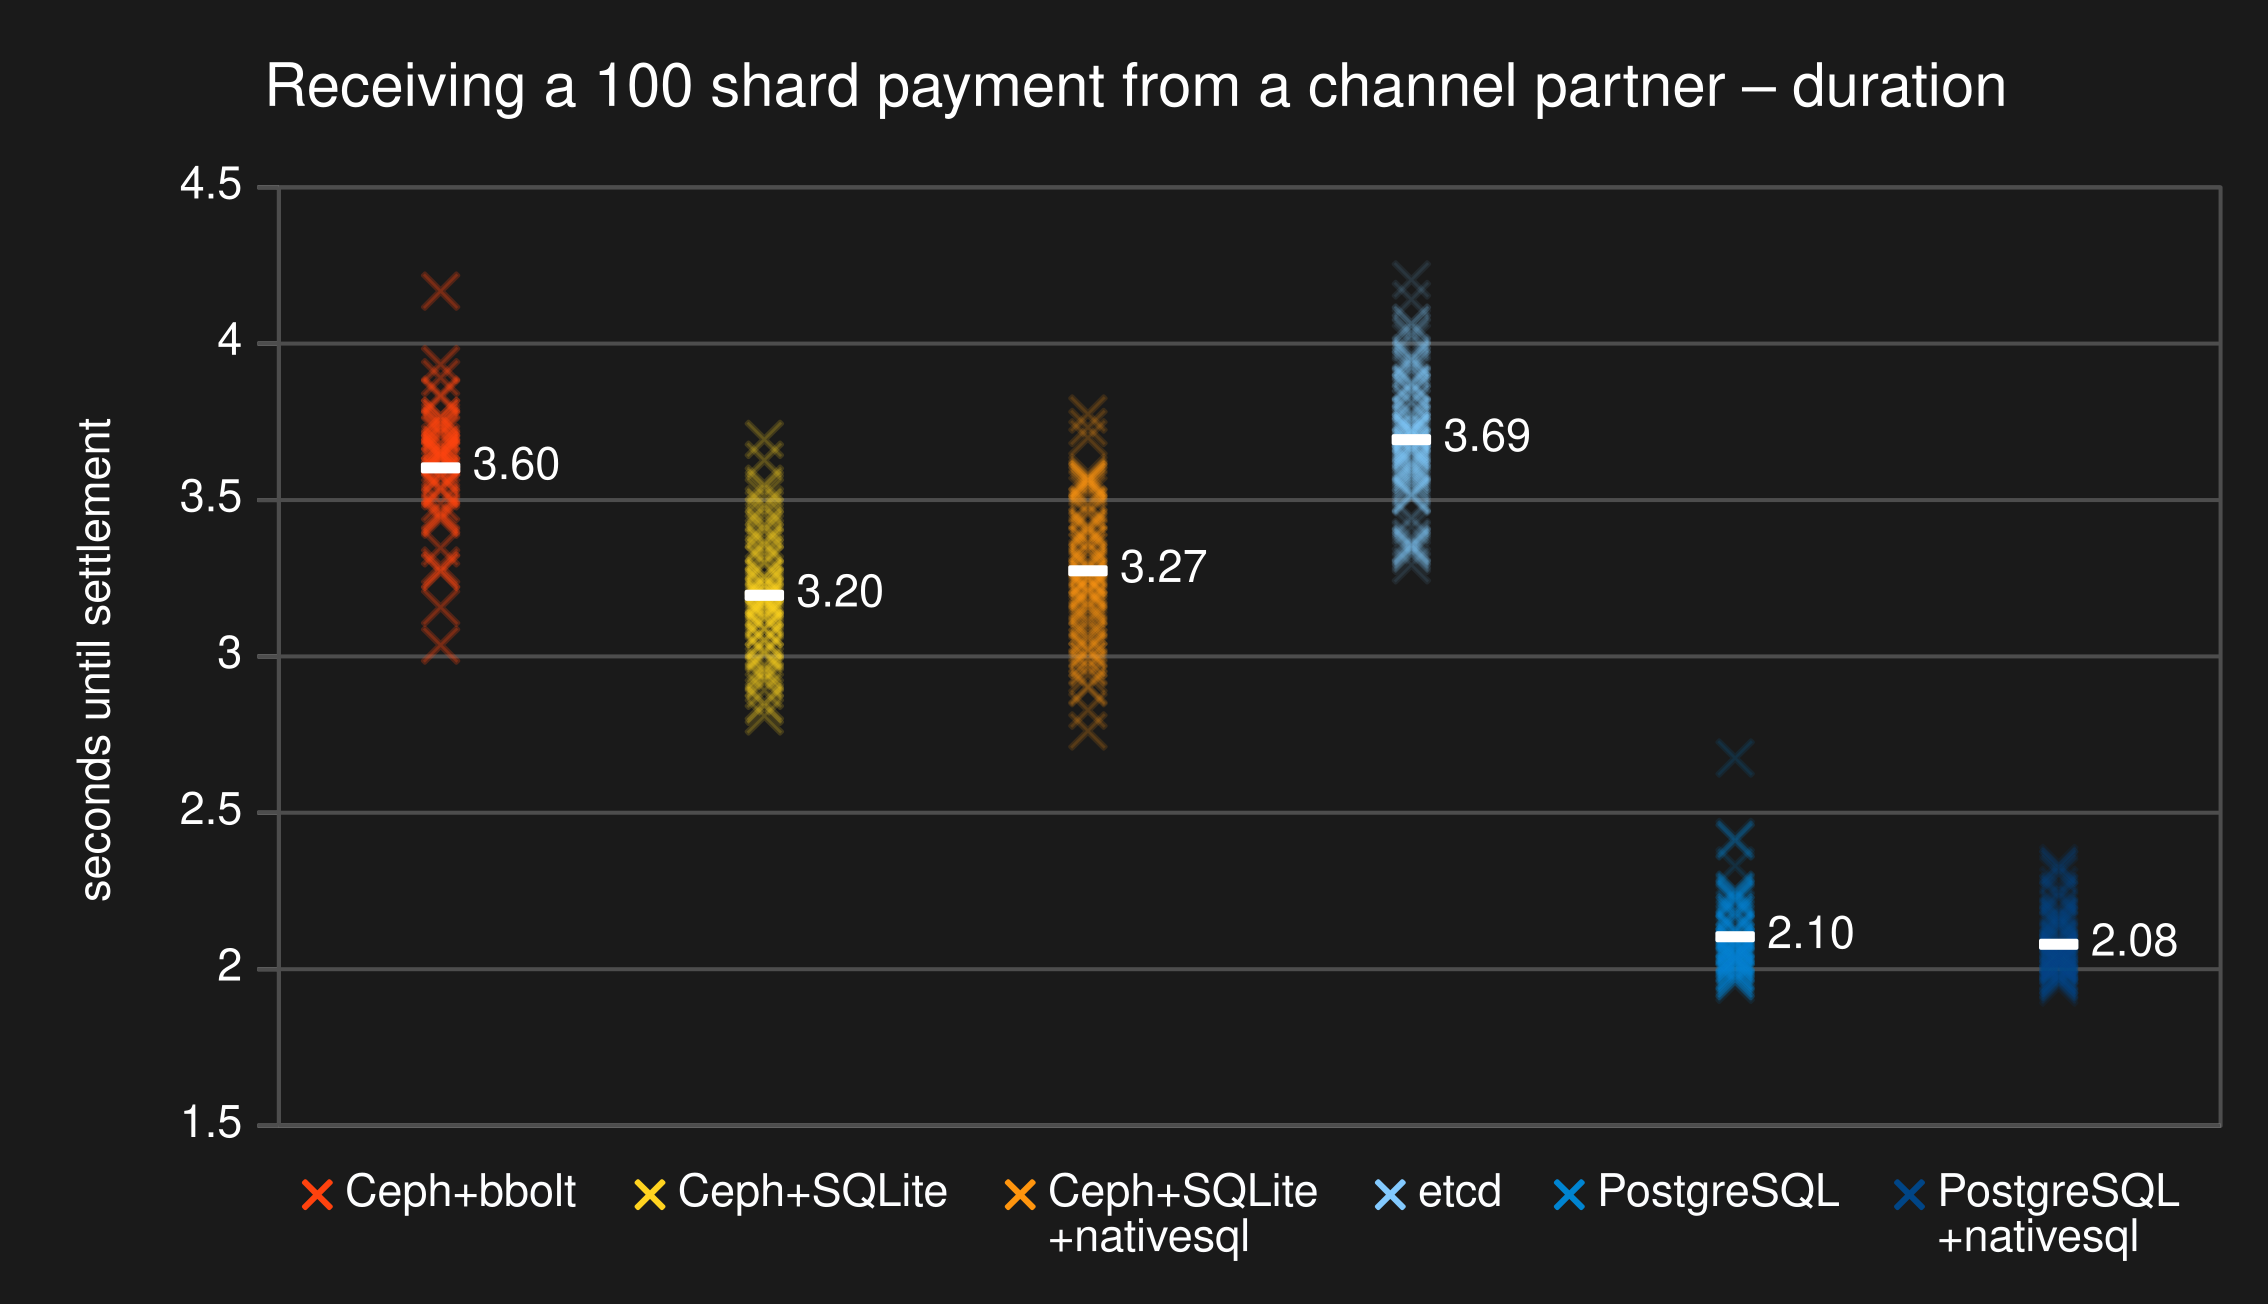 Receiving a 100 shard payment from a channel partner – duration
seconds until settlement
4.5
4
3.5
3
2.5
2
1.5
3.60
3.20
3.27
3.69
2.10
2.08
Ceph+bbolt
Ceph+SQLite
Ceph+SQLite
+nativesql
etcd
PostgreSQL
PostgreSQL
+nativesql